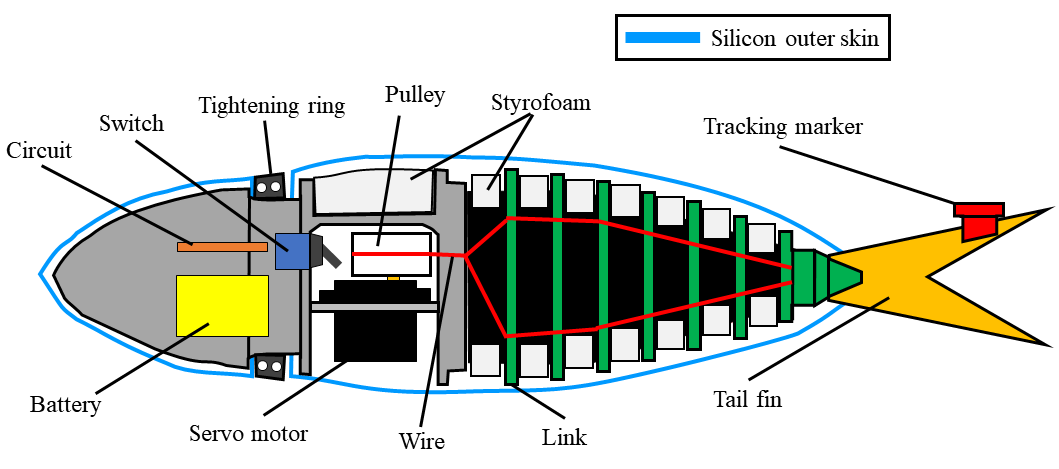 Silicon outer skin
Pulley
Tightening ring
Styrofoam
Switch
Tracking marker
Circuit
Battery
Servo motor
Wire
Link
Tail fin